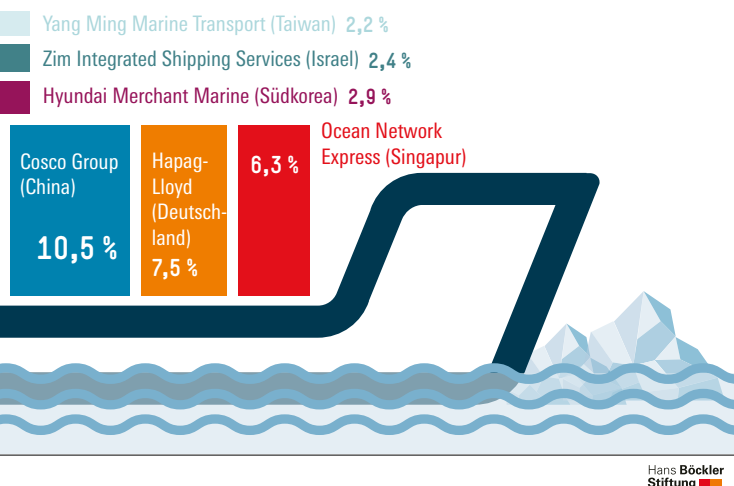 Yang Ming Marine Transport (Taiwan) 2,2 %
Zim Integrated Shipping Services (Israel) 2,4 %
Hyundai Merchant Marine (Südkorea) 2,9 %
Cosco Group
(China)
10,5 %
Hapag-
Lloyd
(Deutsch-
land)
7,5 %
6,3 %
Ocean Network
Express (Singapur)
Hans Böckler
Stiftung